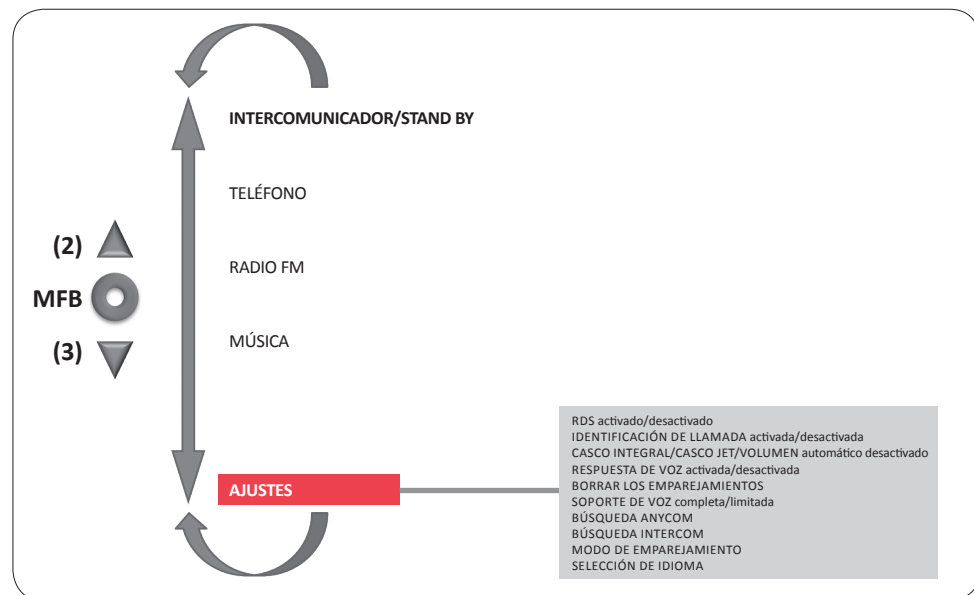 INTERCOMUNICADOR/STAND BY
TELÉFONO
(2)
RADIO FM
MFB
MÚSICA
(3)
AJUSTES
RDS activado/desactivado
IDENTIFICACIÓN DE LLAMADA activada/desactivada
CASCO INTEGRAL/CASCO JET/VOLUMEN automático desactivado
RESPUESTA DE VOZ activada/desactivada
BORRAR LOS EMPAREJAMIENTOS
SOPORTE DE VOZ completa/limitada
BÚSQUEDA ANYCOM
BÚSQUEDA INTERCOM
MODO DE EMPAREJAMIENTO
SELECCIÓN DE IDIOMA